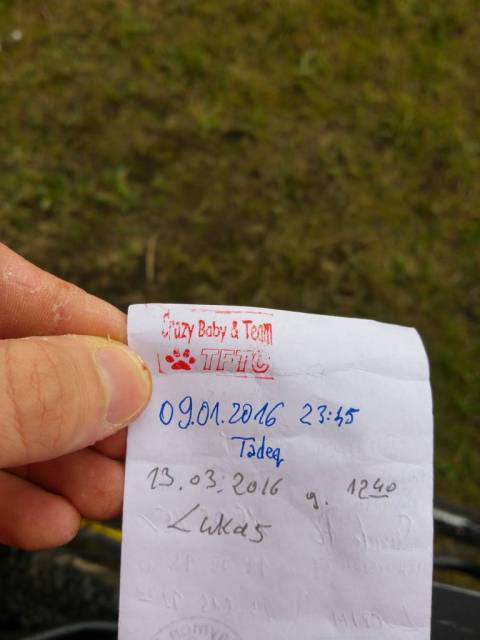 Crazy Baby & Team
TFTC
09.01.2016 23:45
Tadeq
13.03.2016 g. 1240
Lukas